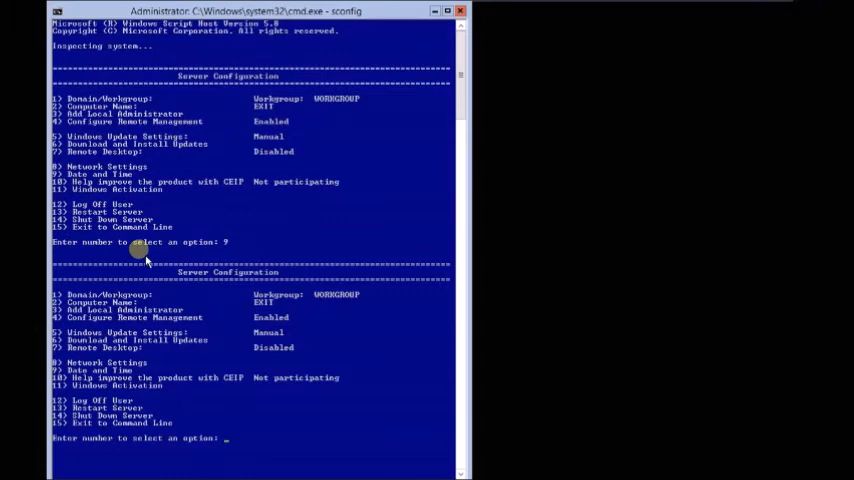 Administrator: C:\Windows\system32\cmd.exe - sconfig
Microsoft (R) Windows Script Host Version 5.8
Copyright (C) Microsoft Corporation. All rights reserved.
Inspecting system...
===============================================================================
Server Configuration
===============================================================================
1) Domain/Workgroup: Workgroup: WORKGROUP
2) Computer Name: EXIT
3) Add Local Administrator
4) Configure Remote Management Enabled
5) Windows Update Settings: Manual
6) Download and Install Updates
7) Remote Desktop: Disabled
8) Network Settings
9) Date and Time
10) Help improve the product with CEIP Not participating
11) Windows Activation
12) Log Off User
13) Restart Server
14) Shut Down Server
15) Exit to Command Line
Enter number to select an option: 9
===============================================================================
Server Configuration
===============================================================================
1) Domain/Workgroup: Workgroup: WORKGROUP
2) Computer Name: EXIT
3) Add Local Administrator
4) Configure Remote Management Enabled
5) Windows Update Settings: Manual
6) Download and Install Updates
7) Remote Desktop: Disabled
8) Network Settings
9) Date and Time
10) Help improve the product with CEIP Not participating
11) Windows Activation
12) Log Off User
13) Restart Server
14) Shut Down Server
15) Exit to Command Line
Enter number to select an option: _